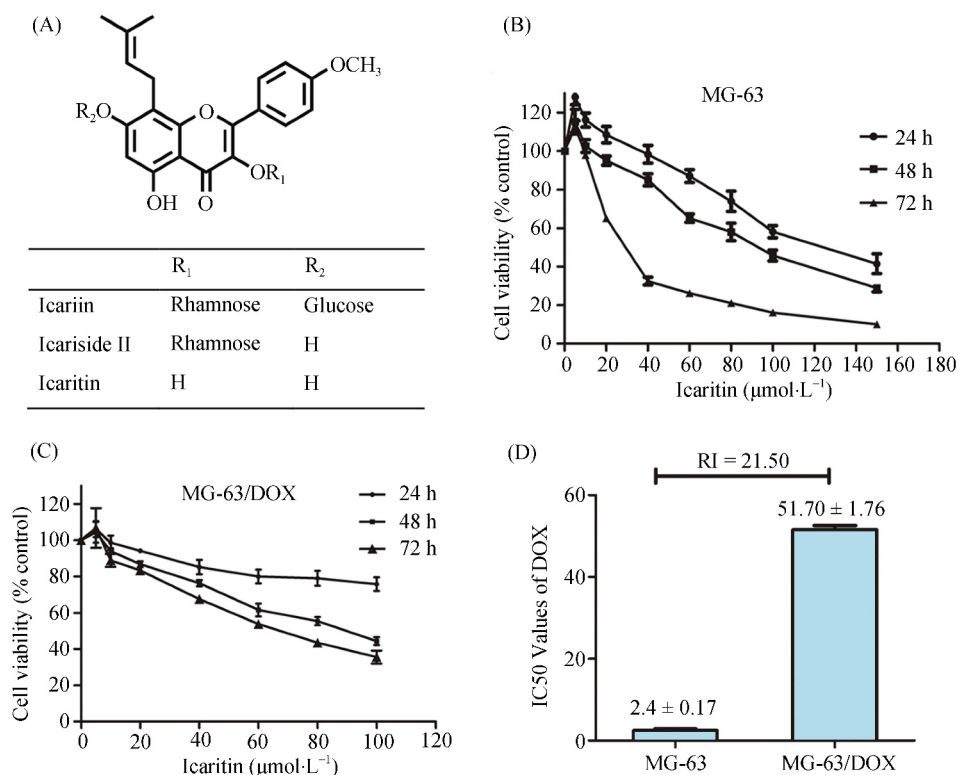 (A)
OCH3
R2O
O
OR1
OH
O
R1 R2
Icariin Rhamnose Glucose
Icariside II Rhamnose H
Icaritin H H
(B)
MG-63
24 h
48 h
72 h
Cell viability (% control)
120
100
80
60
40
20
0
0 20 40 60 80 100 120 140 160 180
Icaritin (μmol·L−1)
(C)
MG-63/DOX
24 h
48 h
72 h
Cell viability (% control)
120
100
80
60
40
20
0
0 20 40 60 80 100 120
Icaritin (μmol·L−1)
(D)
RI = 21.50
IC50 Values of DOX
60
40
20
0
51.70 ± 1.76
2.4 ± 0.17
MG-63 MG-63/DOX